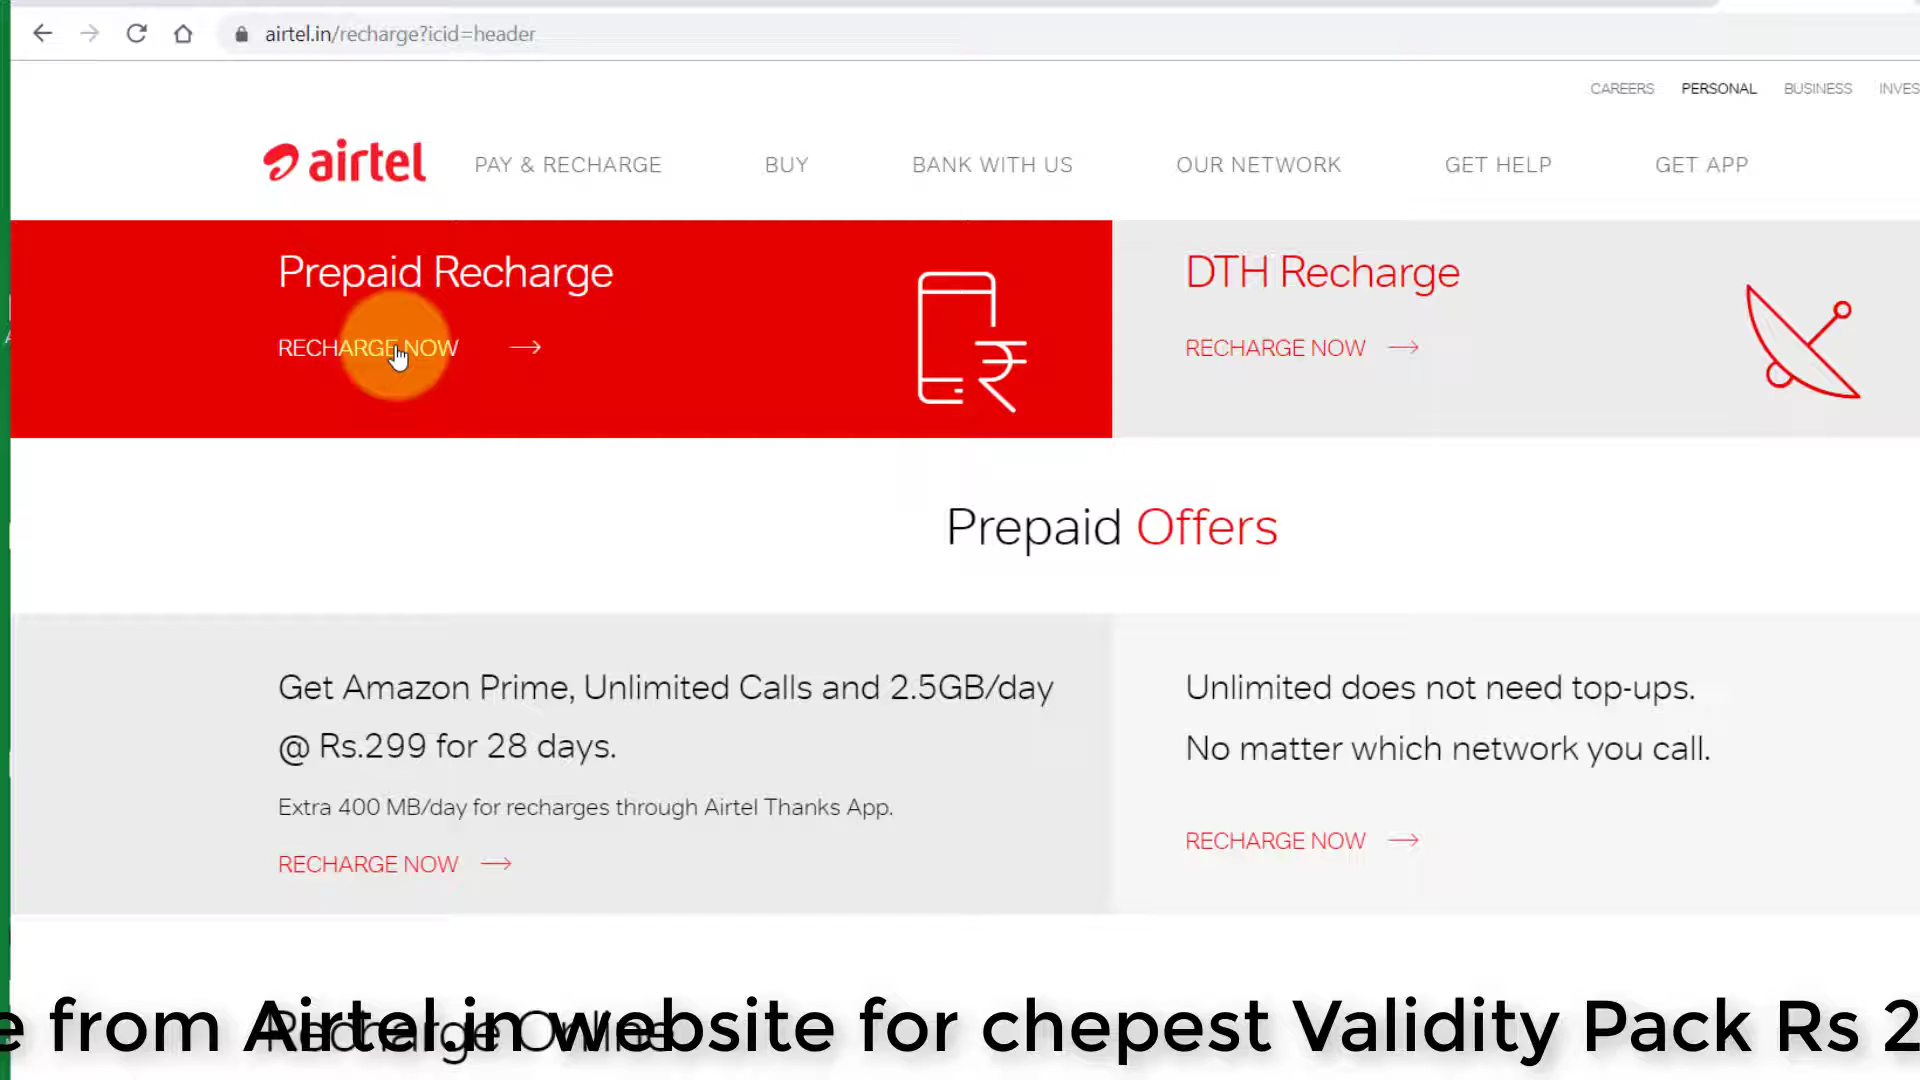 airtel.in/recharge?icid=header
CAREERS PERSONAL BUSINESS
airtel PAY & RECHARGE BUY BANK WITH US OUR NETWORK GET HELP GET APP
Prepaid Recharge
RECHARGE NOW
DTH Recharge
RECHARGE NOW
Prepaid Offers
Get Amazon Prime, Unlimited Calls and 2.5GB/day
@ Rs.299 for 28 days.
Extra 400 MB/day for recharges through Airtel Thanks App.
RECHARGE NOW
Unlimited does not need top-ups.
No matter which network you call.
RECHARGE NOW
Recharge Online
e from Airtel.in website for chepest Validity Pack Rs 2